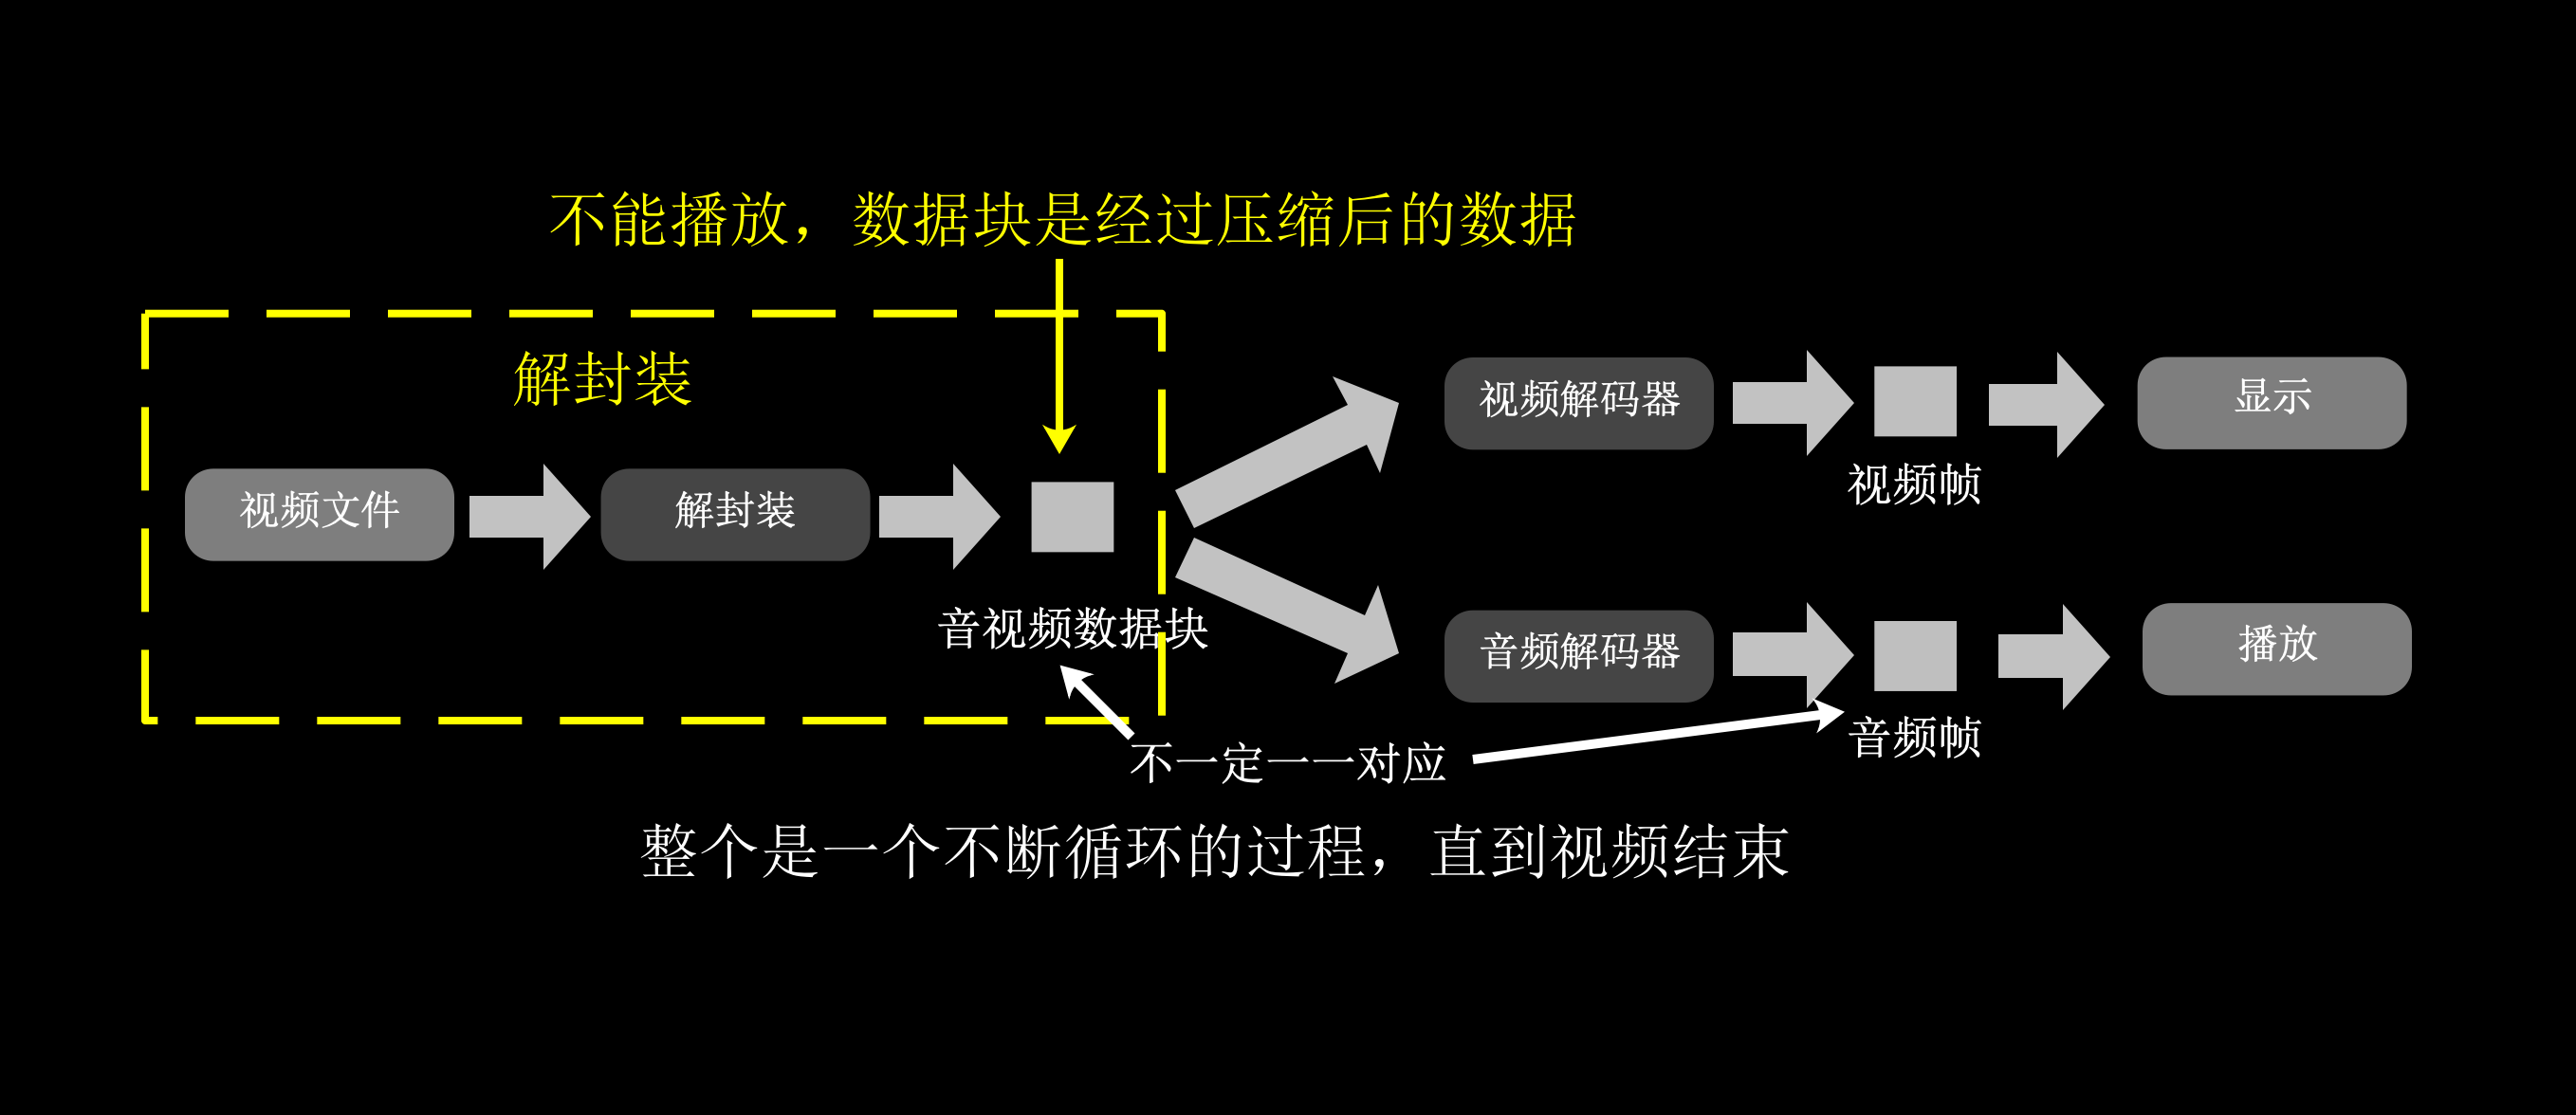 不能播放，数据块是经过压缩后的数据
解封装
视频文件
解封装
音视频数据块
视频解码器
视频帧
显示
音频解码器
音频帧
播放
不一定一一对应
整个是一个不断循环的过程，直到视频结束